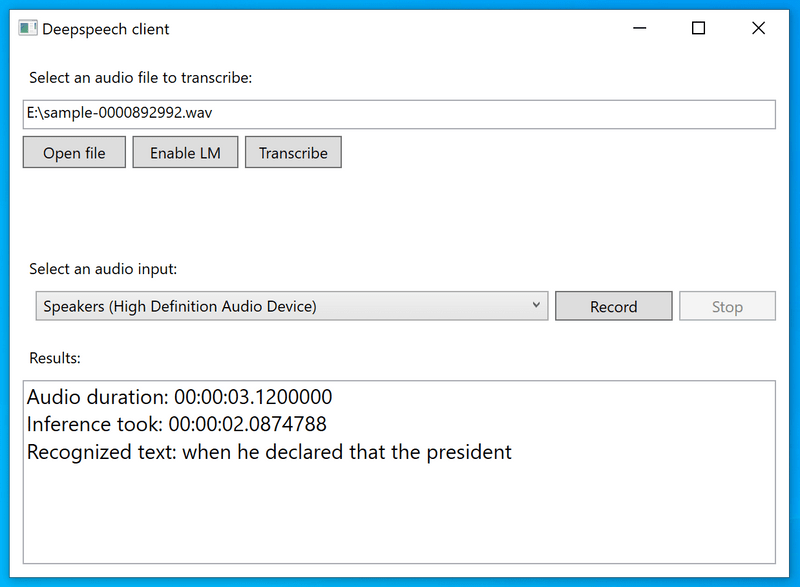 Deepspeech client
Select an audio file to transcribe:
E:\sample-0000892992.wav
Open file Enable LM Transcribe
Select an audio input:
Speakers (High Definition Audio Device) Record Stop
Results:
Audio duration: 00:00:03.1200000
Inference took: 00:00:02.0874788
Recognized text: when he declared that the president